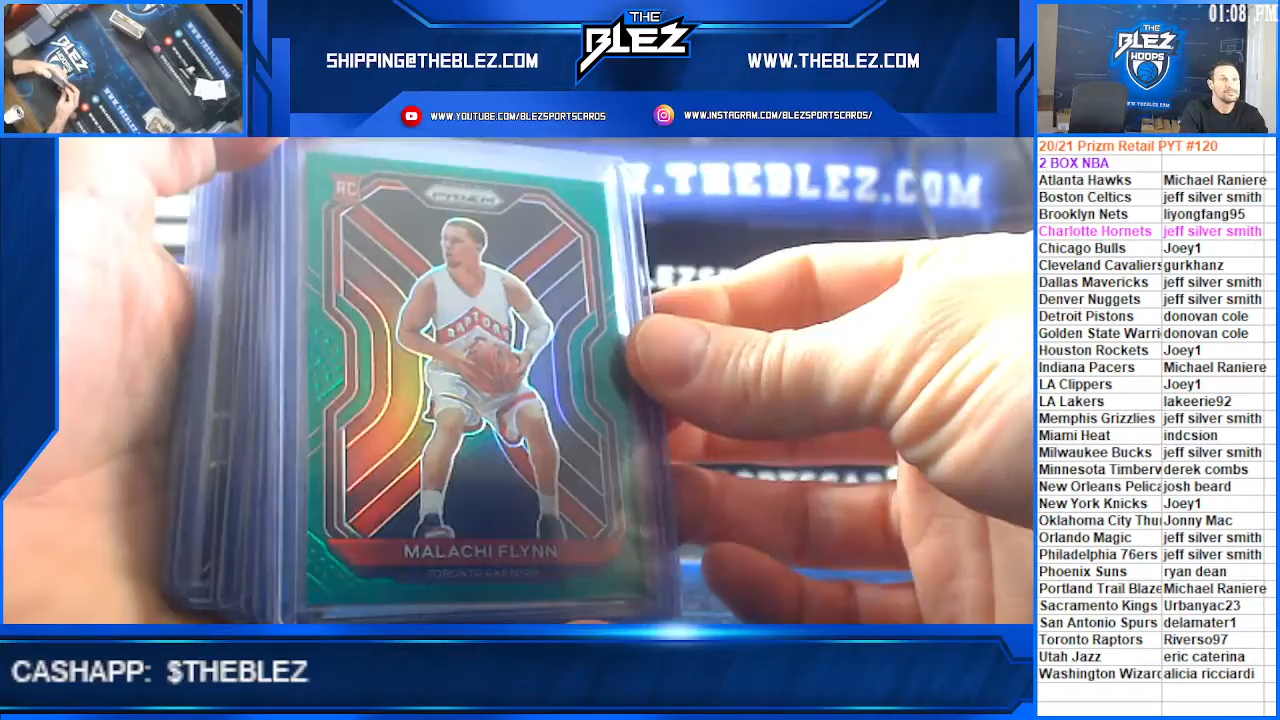 THE
BLEZ
SHIPPING@THEBLEZ.COM
WWW.THEBLEZ.COM
WWW.YOUTUBE.COM/BLEZSPORTSCARDS
WWW.INSTAGRAM.COM/BLEZSPORTSCARDS/
01:08 PM
THE
BLEZ
HOOPS
W.THEBLEZ.COM
RC
PRIZM
RAPTORS
MALACHI FLYNN
TORONTO RAPTORS
20/21 Prizm Retail PYT #120
2 BOX NBA
Atlanta Hawks Michael Raniere
Boston Celtics jeff silver smith
Brooklyn Nets liyongfang95
Charlotte Hornets jeff silver smith
Chicago Bulls Joey1
Cleveland Cavaliers gurkhanz
Dallas Mavericks jeff silver smith
Denver Nuggets jeff silver smith
Detroit Pistons donovan cole
Golden State Warri donovan cole
Houston Rockets Joey1
Indiana Pacers Michael Raniere
LA Clippers Joey1
LA Lakers lakeerie92
Memphis Grizzlies jeff silver smith
Miami Heat indcsion
Milwaukee Bucks jeff silver smith
Minnesota Timberw derek combs
New Orleans Pelica josh beard
New York Knicks Joey1
Oklahoma City Thun Jonny Mac
Orlando Magic jeff silver smith
Philadelphia 76ers jeff silver smith
Phoenix Suns ryan dean
Portland Trail Blaze Michael Raniere
Sacramento Kings Urbanyac23
San Antonio Spurs delamater1
Toronto Raptors Riverso97
Utah Jazz eric caterina
Washington Wizard alicia ricciardi
CASHAPP: $THEBLEZ